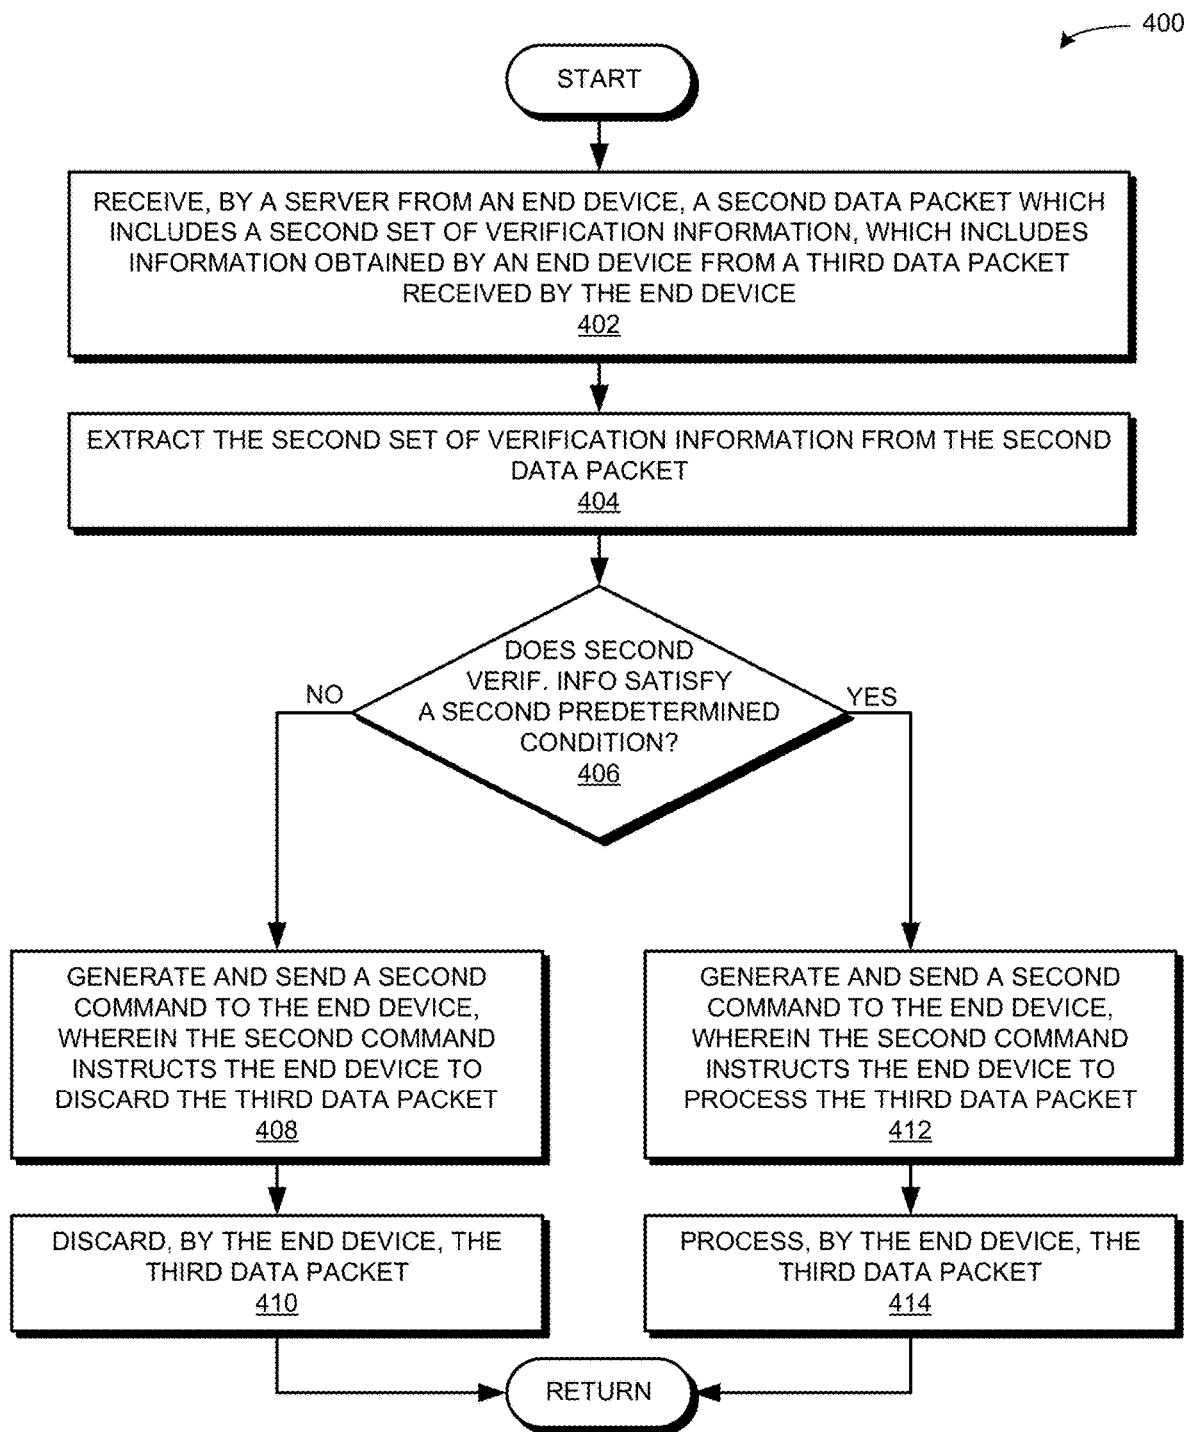 400
START
RECEIVE, BY A SERVER FROM AN END DEVICE, A SECOND DATA PACKET WHICH
INCLUDES A SECOND SET OF VERIFICATION INFORMATION, WHICH INCLUDES
INFORMATION OBTAINED BY AN END DEVICE FROM A THIRD DATA PACKET
RECEIVED BY THE END DEVICE
402
EXTRACT THE SECOND SET OF VERIFICATION INFORMATION FROM THE SECOND
DATA PACKET
404
DOES SECOND
VERIF. INFO SATISFY
A SECOND PREDETERMINED
CONDITION?
406
NO
YES
GENERATE AND SEND A SECOND
COMMAND TO THE END DEVICE,
WHEREIN THE SECOND COMMAND
INSTRUCTS THE END DEVICE TO
DISCARD THE THIRD DATA PACKET
408
GENERATE AND SEND A SECOND
COMMAND TO THE END DEVICE,
WHEREIN THE SECOND COMMAND
INSTRUCTS THE END DEVICE TO
PROCESS THE THIRD DATA PACKET
412
DISCARD, BY THE END DEVICE, THE
THIRD DATA PACKET
410
PROCESS, BY THE END DEVICE, THE
THIRD DATA PACKET
414
RETURN